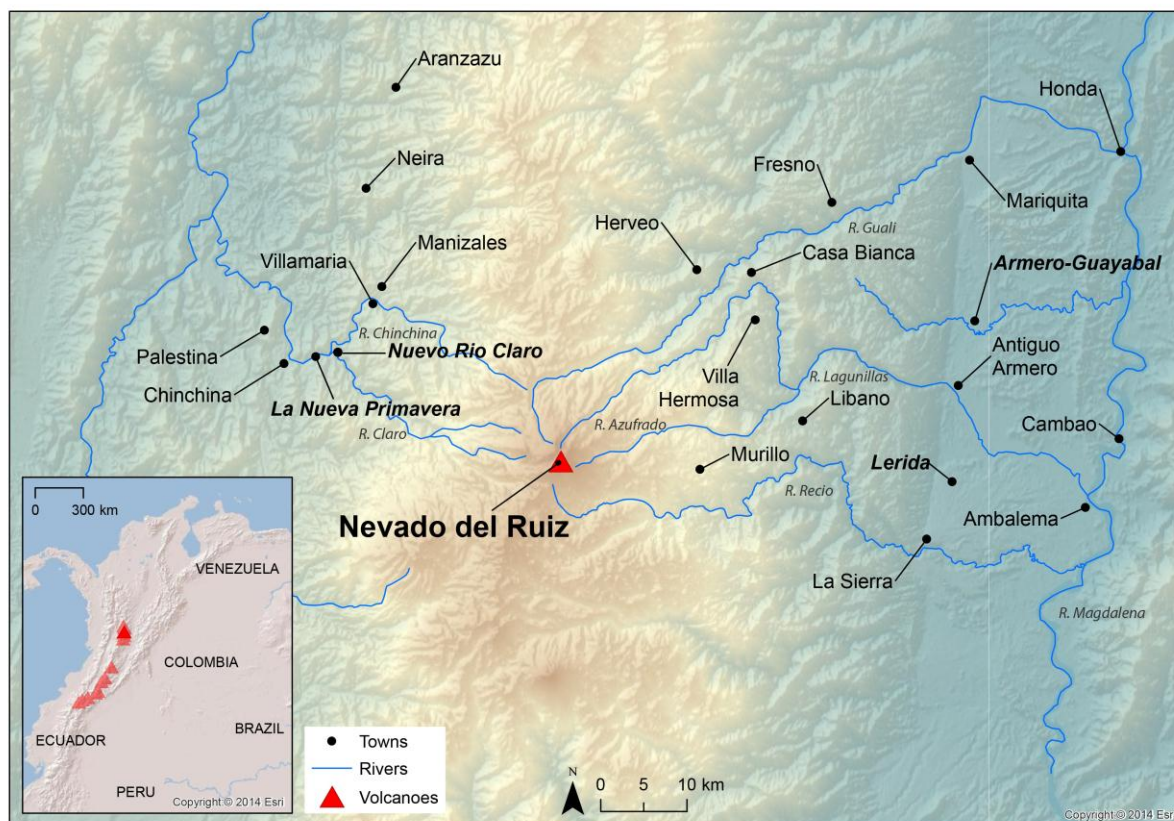 Aranzazu
Honda
Neira
Fresno
Mariquita
Herveo
R. Guali
Manizales
Casa Bianca
Villamaria
Armero-Guayabal
R. Chinchina
Palestina
Nuevo Rio Claro
Antiguo
Armero
Villa
Hermosa
R. Lagunillas
Chinchina
La Nueva Primavera
Libano
R. Azufrado
Cambao
R. Claro
Murillo
Lerida
R. Recio
Nevado del Ruiz
Ambalema
La Sierra
R. Magdalena
0 300 km
VENEZUELA
COLOMBIA
BRAZIL
ECUADOR
PERU
Copyright © 2014 Esri
Towns
Rivers
Volcanoes
N
0 5 10 km
Copyright © 2014 Esri